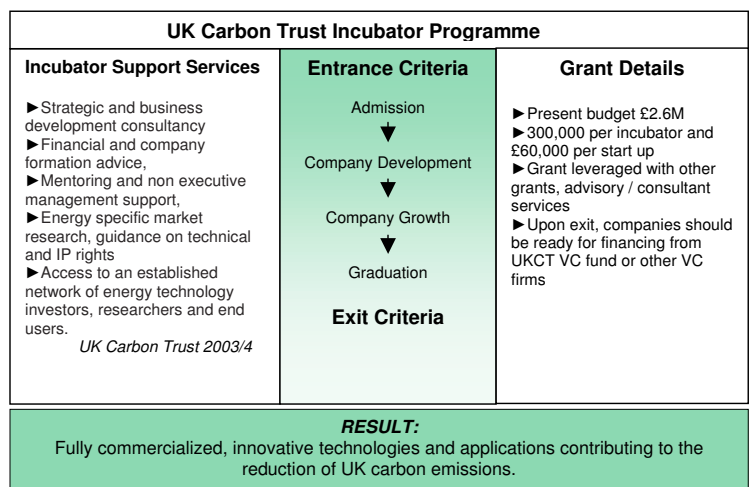 UK Carbon Trust Incubator Programme
Incubator Support Services
►Strategic and business
development consultancy
►Financial and company
formation advice,
►Mentoring and non executive
management support,
►Energy specific market
research, guidance on technical
and IP rights
►Access to an established
network of energy technology
investors, researchers and end
users.
UK Carbon Trust 2003/4
Entrance Criteria
Admission
Company Development
Company Growth
Graduation
Exit Criteria
Grant Details
►Present budget £2.6M
►300,000 per incubator and
£60,000 per start up
►Grant leveraged with other
grants, advisory / consultant
services
►Upon exit, companies should
be ready for financing from
UKCT VC fund or other VC
firms
RESULT:
Fully commercialized, innovative technologies and applications contributing to the
reduction of UK carbon emissions.